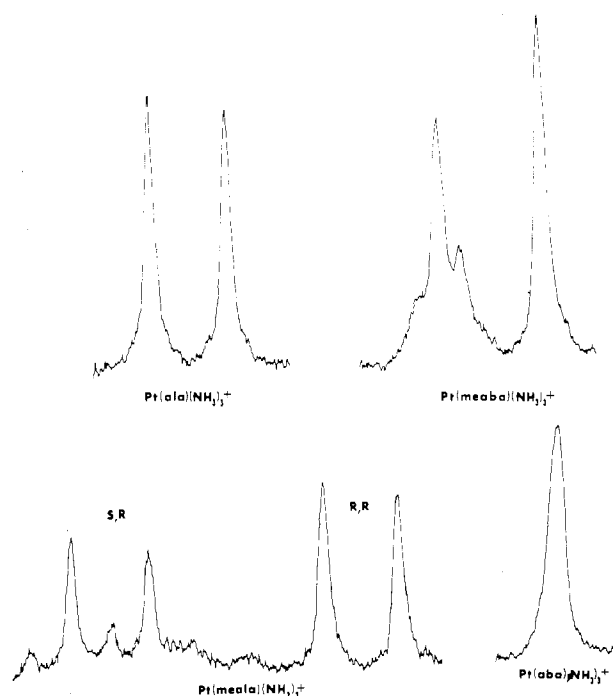 Pt(ala)(NH3)3+
Pt(meaba)(NH3)3+
S,R
R,R
Pt(meala)(NH3)3+
Pt(aba)(NH3)3+